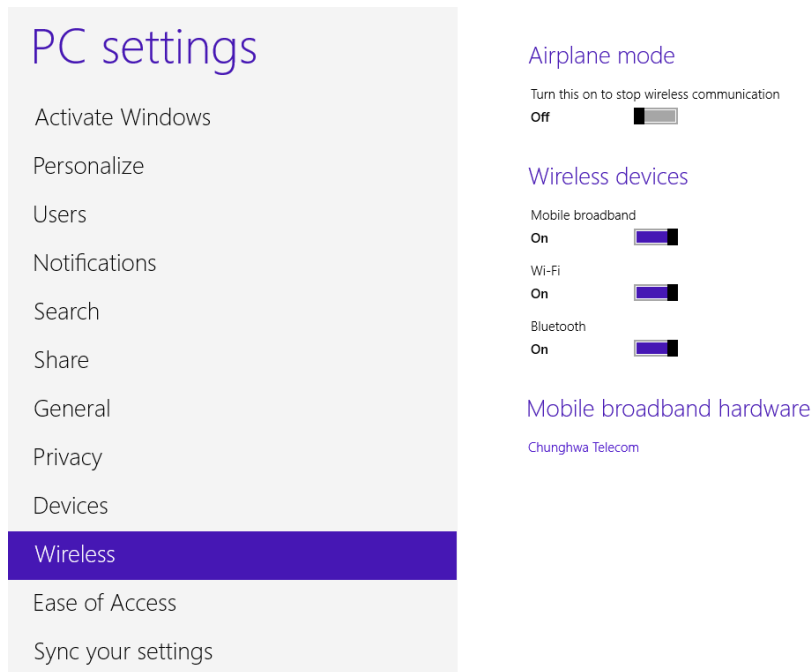 PC settings
Activate Windows
Personalize
Users
Notifications
Search
Share
General
Privacy
Devices
Wireless
Ease of Access
Sync your settings
Airplane mode
Turn this on to stop wireless communication
Off
Wireless devices
Mobile broadband
On
Wi-Fi
On
Bluetooth
On
Mobile broadband hardware
Chunghwa Telecom